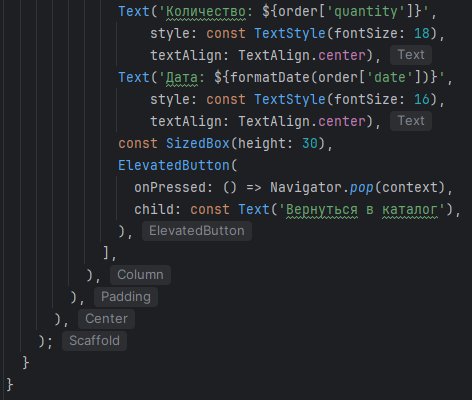 Text('Количество: ${order['quantity']}',
style: const TextStyle(fontSize: 18),
textAlign: TextAlign.center), Text
Text('Дата: ${formatDate(order['date'])}',
style: const TextStyle(fontSize: 16),
textAlign: TextAlign.center), Text
const SizedBox(height: 30),
ElevatedButton(
onPressed: () => Navigator.pop(context),
child: const Text('Вернуться в каталог'),
), ElevatedButton
],
), Column
), Padding
), Center
); Scaffold
}
}